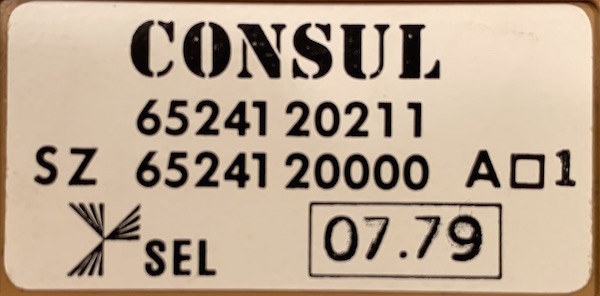 CONSUL
65241 20211
SZ 65241 20000 A□1
SEL 07.79